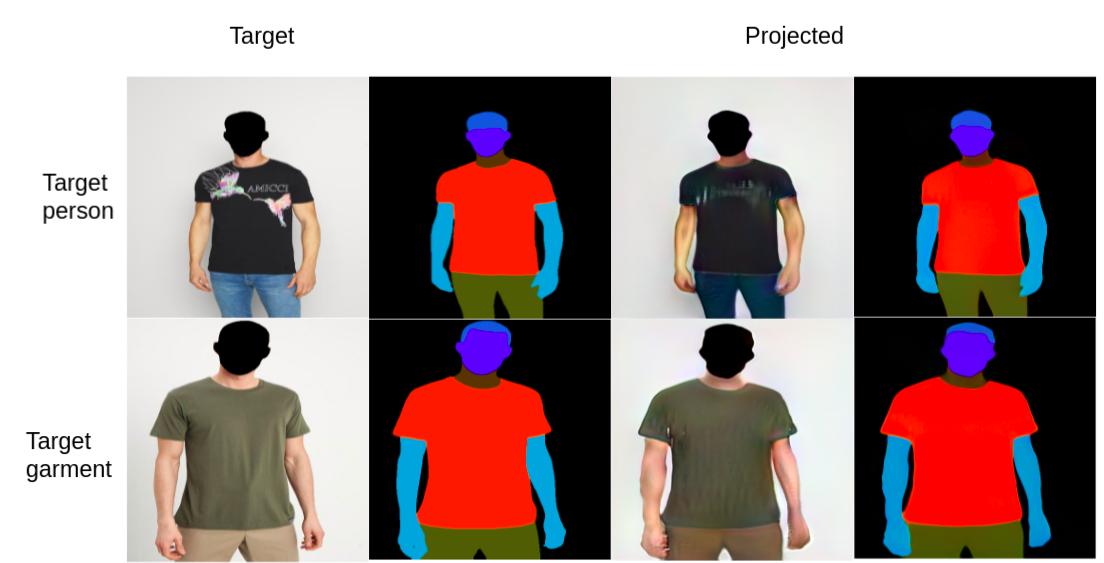 Target
Projected
Target
person
AMICCI
Target
garment